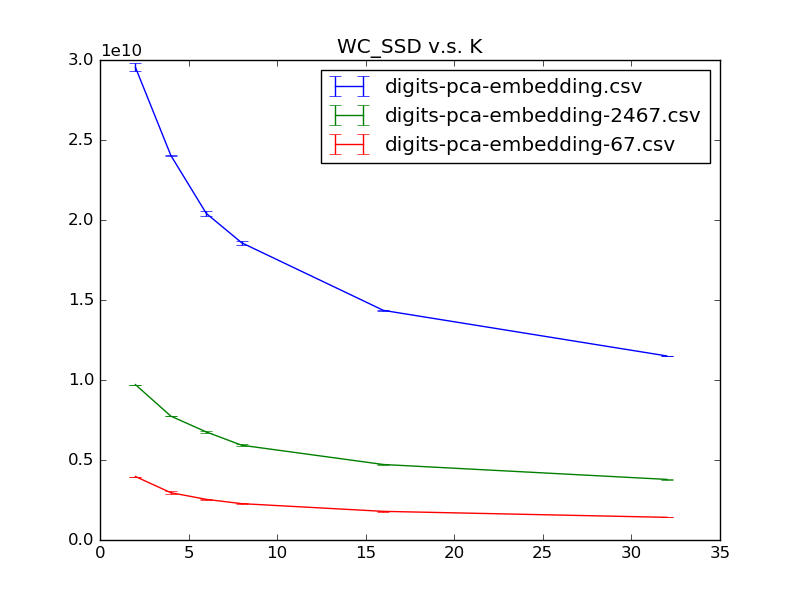 WC_SSD v.s. K
1e10
3.0
2.5
2.0
1.5
1.0
0.5
0.0
digits-pca-embedding.csv
digits-pca-embedding-2467.csv
digits-pca-embedding-67.csv
0 5 10 15 20 25 30 35